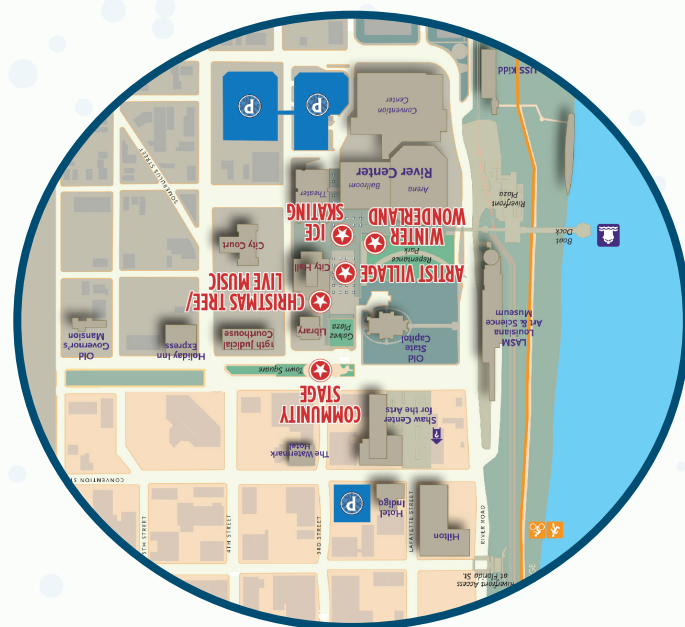 at Florida St.
Hilton
Hotel
Indigo
P
RIVER ROAD
LAFAYETTE STREET
3RD STREET
4TH STREET
5TH STREET
CONVENTION
?
Shaw Center
for the Arts
The Watermark
Hotel
COMMUNITY
STAGE
Town Square
LASM
Louisiana
Art & Science
Museum
Old
State
Capitol
Galvez
Plaza
Library
19th Judicial
Courthouse
Holiday Inn
Express
Old
Governor's
Mansion
CHRISTMAS TREE/
LIVE MUSIC
ARTIST VILLAGE
City Hall
Repentance
Park
WINTER
WONDERLAND
ICE
SKATING
City Court
Boat
Dock
Riverfront
Plaza
Theater
River Center
Arena
Ballroom
SOMERULOS STREET
Convention
Center
P
P
USS Kidd